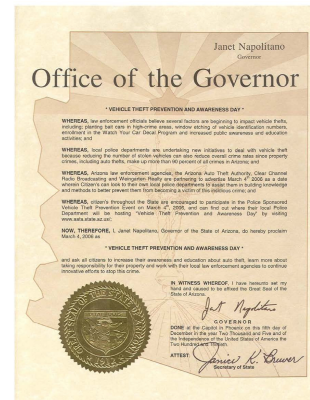 Janet Napolitano
Governor
Office of the Governor
* VEHICLE THEFT PREVENTION AND AWARENESS DAY *
WHEREAS, law enforcement officials believe several factors are beginning to impact vehicle thefts,
including; planting bait cars in high-crime areas, window etching of vehicle identification numbers,
enrollment in the Watch Your Car Decal Program and increased public awareness and education
activities; and
WHEREAS, local police departments are undertaking new initiatives to deal with vehicle theft
because reducing the number of stolen vehicles can also reduce overall crime rates since property
crimes, including auto thefts, make up more than 90 percent of all crimes in Arizona; and
WHEREAS, Arizona law enforcement agencies, the Arizona Auto Theft Authority, Clear Channel
Radio Broadcasting and Weingarten Realty are partnering to advertise March 4th 2006 as a date
wherein Citizen's can look to their own local police departments to assist them in building knowledge
and methods to better prevent them from becoming a victim of this insidious crime; and
WHEREAS, citizen's throughout the State are encouraged to participate in the Police Sponsored
Vehicle Theft Prevention Event on March 4th, 2006, and can find out where their local Police
Department will be hosting "Vehicle Theft and Awareness Day" by visiting
www.aata.state.az.us/;
NOW, THEREFORE, I, Janet Napolitano, Governor of the State of Arizona, do hereby proclaim
March 4, 2006 as
* VEHICLE THEFT PREVENTION AND AWARENESS DAY *
and ask all citizens to increase their awareness and education about auto theft, learn more about
taking responsibility for their property and work with their local law enforcement agencies to continue
innovative efforts to stop this crime.
IN WITNESS WHEREOF, I have hereunto set my
hand and caused to be affixed the Great Seal of the
State of Arizona.
Janet Napolitano
GOVERNOR
DONE at the Capitol in Phoenix on this fifth day of
December in the year Two Thousand and Five and of
the Independence of the United States of America the
Two Hundred and Thirtieth.
ATTEST:
Janice K. Brewer
Secretary of State